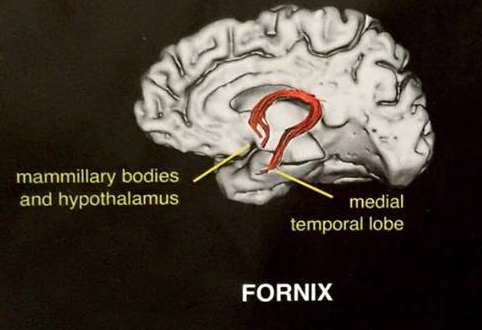 mammillary bodies
and hypothalamus
medial
temporal lobe
FORNIX